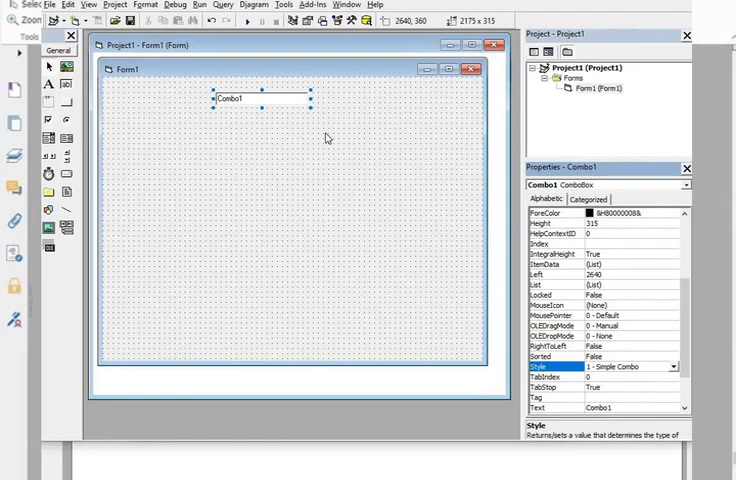 Selec
Zoom
Tools
File Edit View Project Format Debug Run Query Diagram Tools Add-Ins Window Help
2640, 360 2175 x 315
General
Project1 - Form1 (Form)
Form1
Combo1
Project - Project1
Project1 (Project1)
Forms
Form1 (Form1)
Properties - Combo1
Combo1 ComboBox
Alphabetic Categorized
ForeColor &H80000008&
Height 315
HelpContextID 0
Index
IntegralHeight True
ItemData (List)
Left 2640
List (List)
Locked False
MouseIcon (None)
MousePointer 0 - Default
OLEDragMode 0 - Manual
OLEDropMode 0 - None
RightToLeft False
Sorted False
Style 1 - Simple Combo
TabIndex 0
TabStop True
Tag
Text Combo1
Style
Returns/sets a value that determines the type of